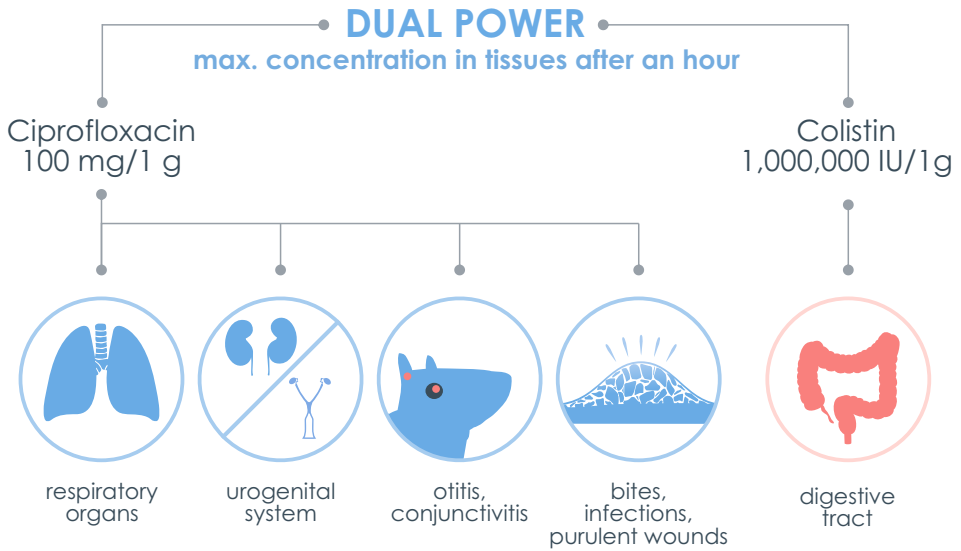 DUAL POWER
max. concentration in tissues after an hour
Ciprofloxacin
100 mg/1 g
Colistin
1,000,000 IU/1g
respiratory
organs
urogenital
system
otitis,
conjunctivitis
bites,
infections,
purulent wounds
digestive
tract